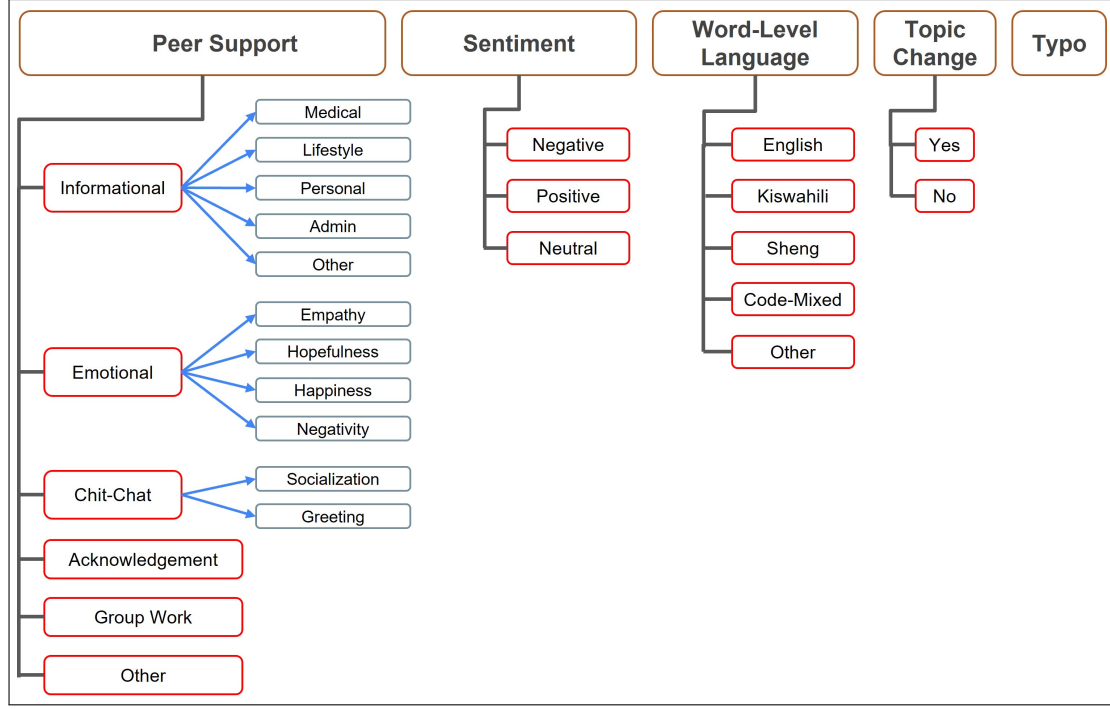 Peer Support
Sentiment
Word-Level
Language
Topic
Change
Typo
Informational
Medical
Lifestyle
Personal
Admin
Other
Emotional
Empathy
Hopefulness
Happiness
Negativity
Chit-Chat
Socialization
Greeting
Acknowledgement
Group Work
Other
Negative
Positive
Neutral
English
Kiswahili
Sheng
Code-Mixed
Other
Yes
No